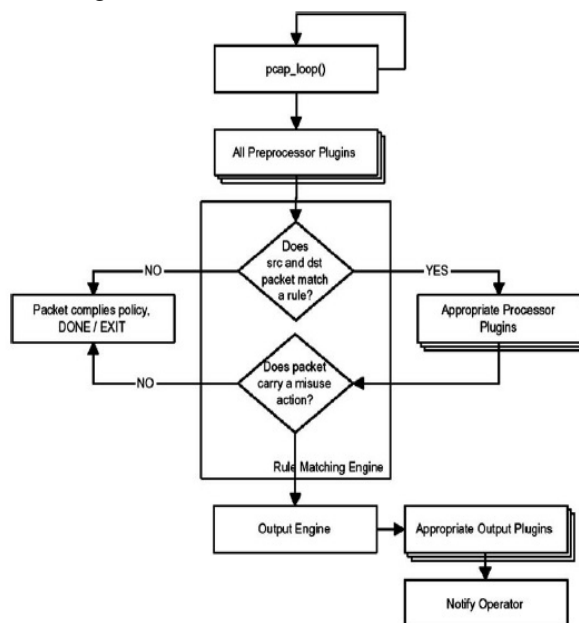 pcap_loop()
All Preprocessor Plugins
Does
src and dst
packet match
a rule?
NO
YES
Packet complies policy,
DONE / EXIT
Appropriate Processor
Plugins
Does packet
carry a misuse
action?
NO
Rule Matching Engine
Output Engine
Appropriate Output Plugins
Notify Operator